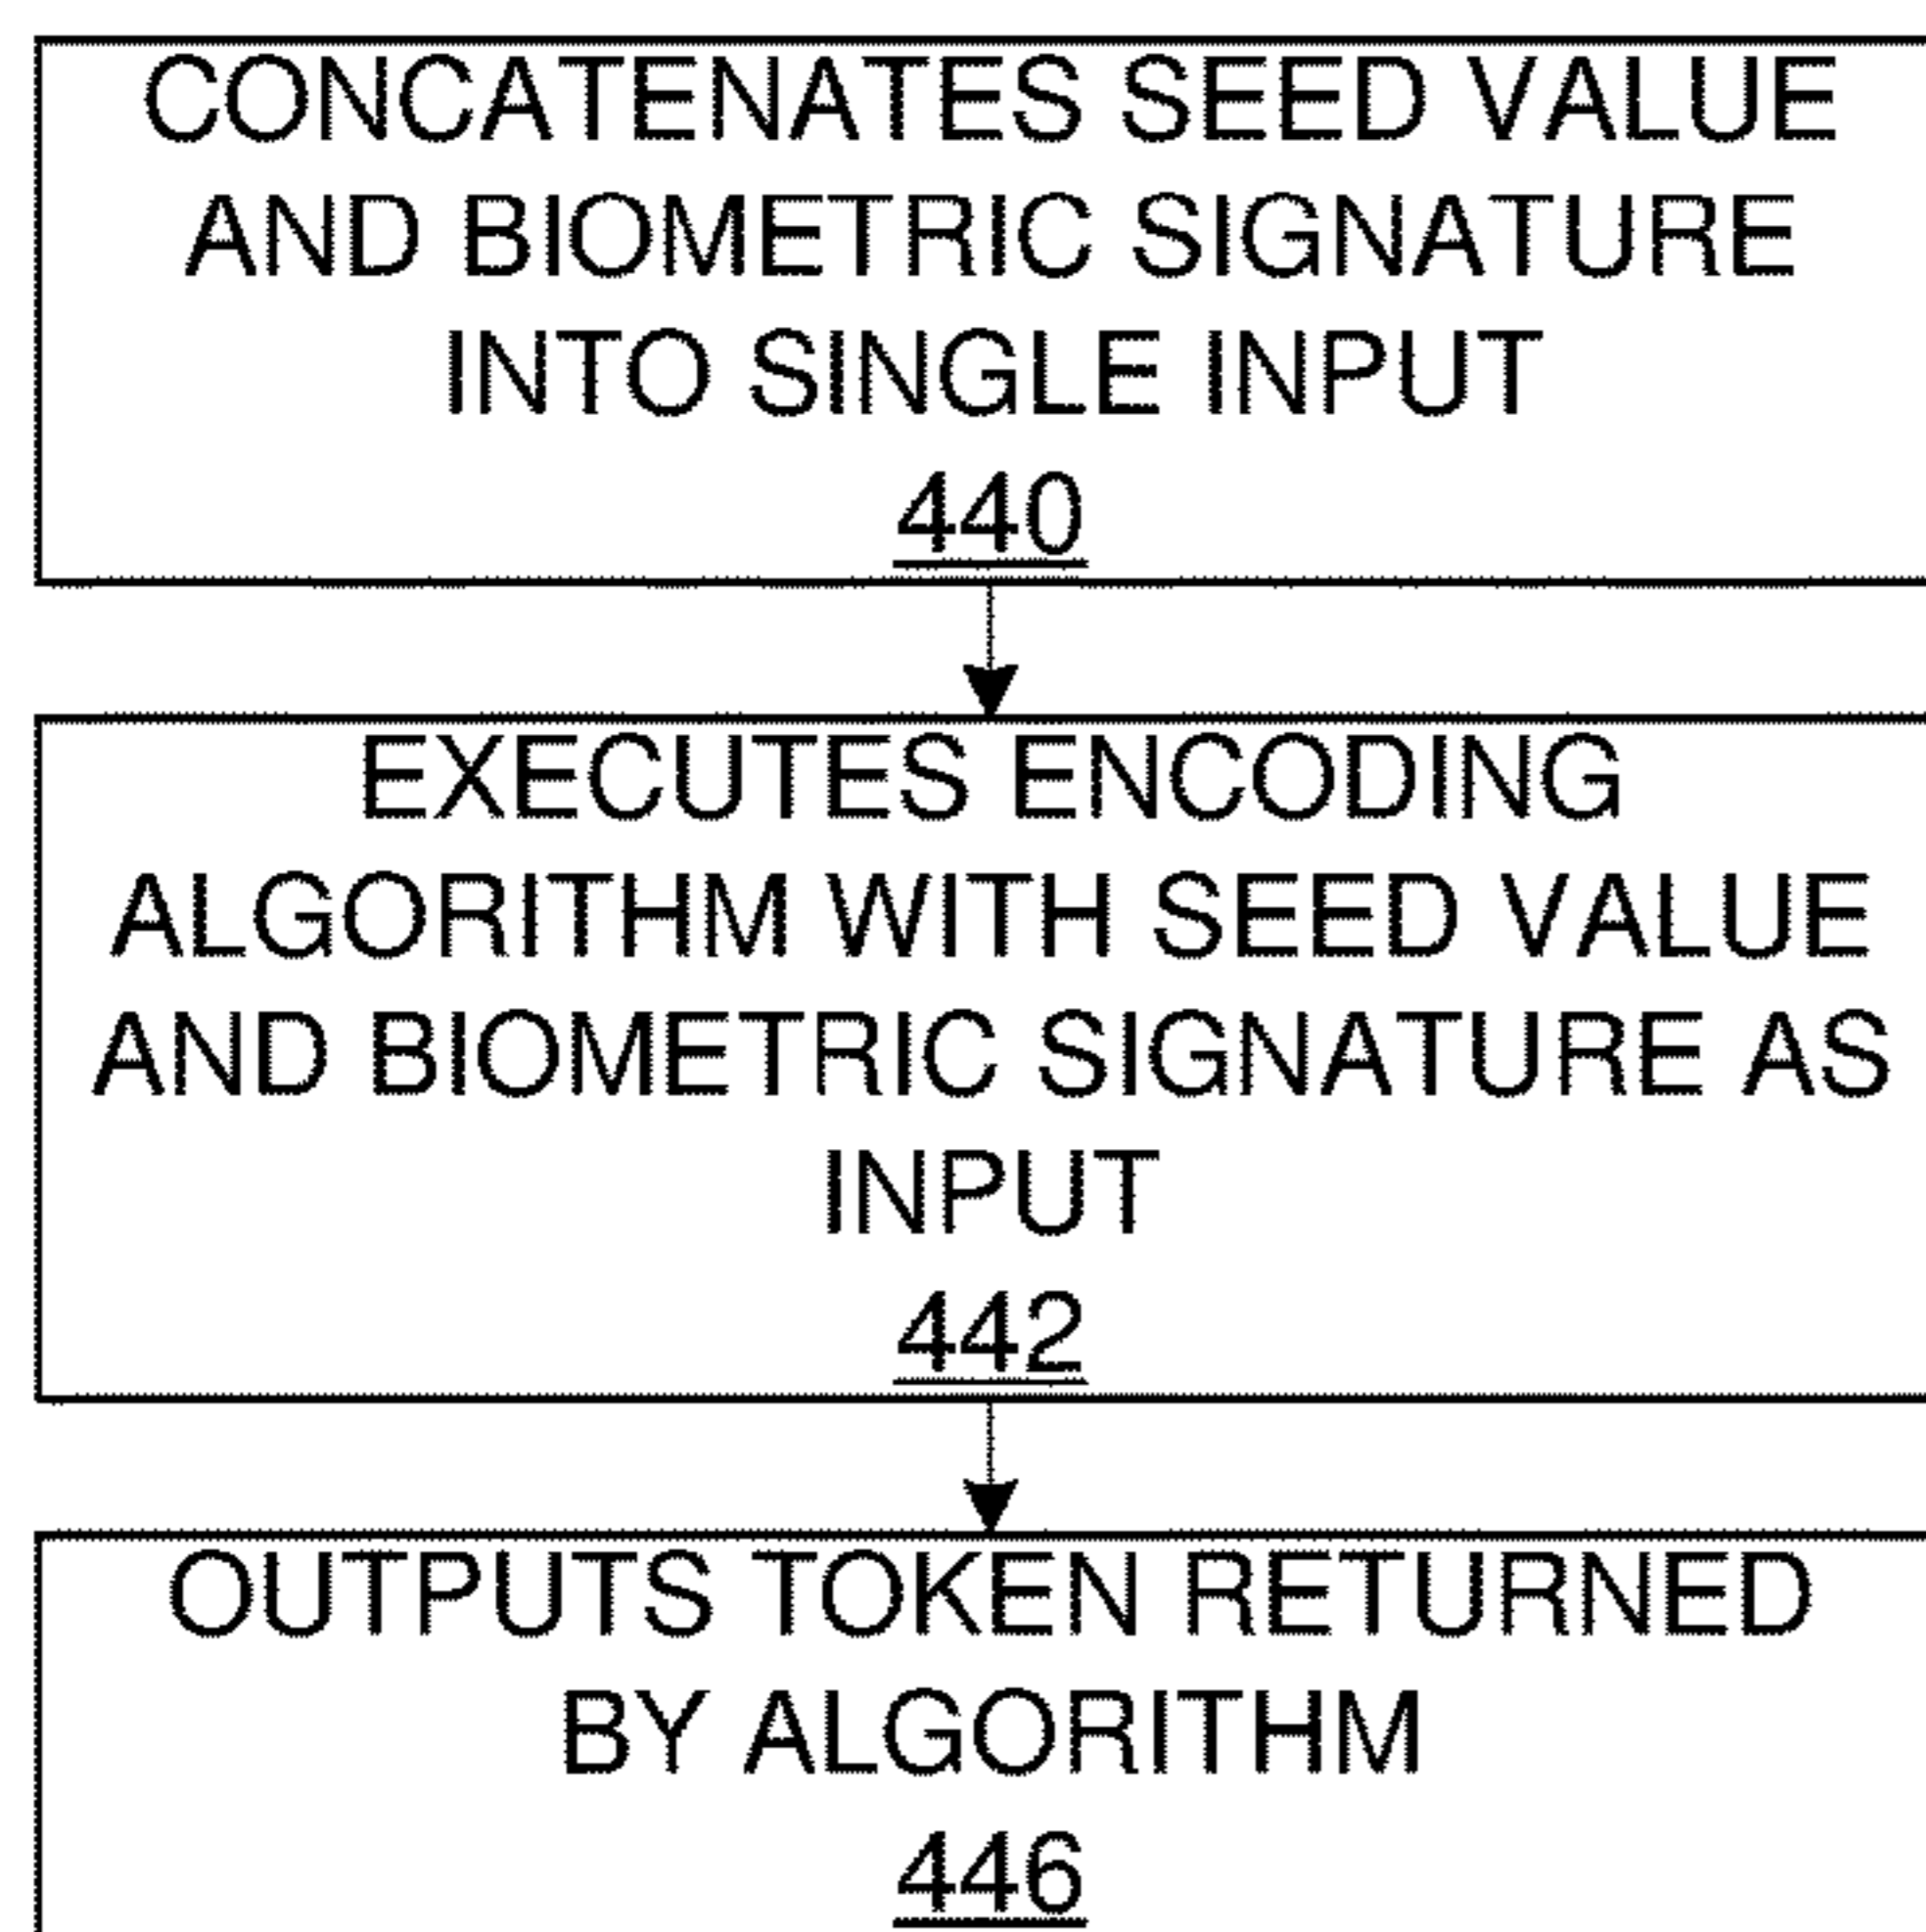 CONCATENATES SEED VALUE
AND BIOMETRIC SIGNATURE
INTO SINGLE INPUT
440
EXECUTES ENCODING
ALGORITHM WITH SEED VALUE
AND BIOMETRIC SIGNATURE AS
INPUT
442
OUTPUTS TOKEN RETURNED
BY ALGORITHM
446